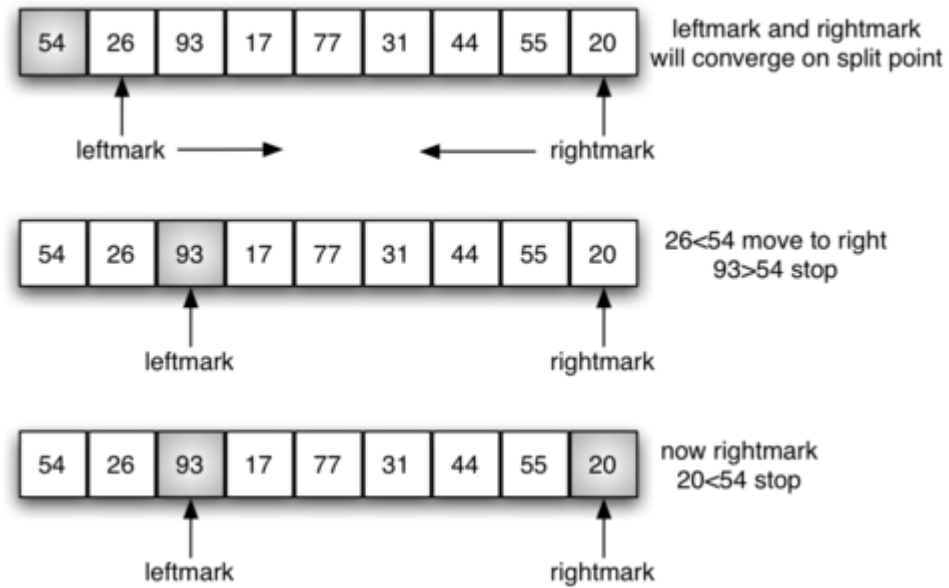 54 26 93 17 77 31 44 55 20
leftmark and rightmark
will converge on split point
leftmark rightmark
54 26 93 17 77 31 44 55 20
26<54 move to right
93>54 stop
leftmark rightmark
54 26 93 17 77 31 44 55 20
now rightmark
20<54 stop
leftmark rightmark